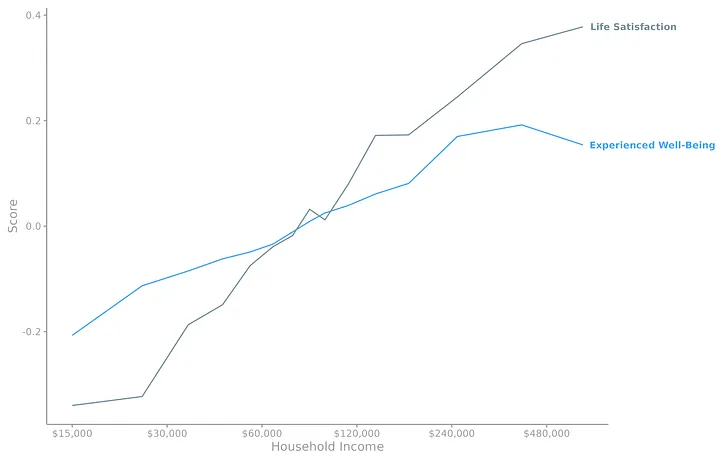 0.4
Life Satisfaction
0.2
Experienced Well-Being
Score
0.0
-0.2
$15,000 $30,000 $60,000 $120,000 $240,000 $480,000
Household Income